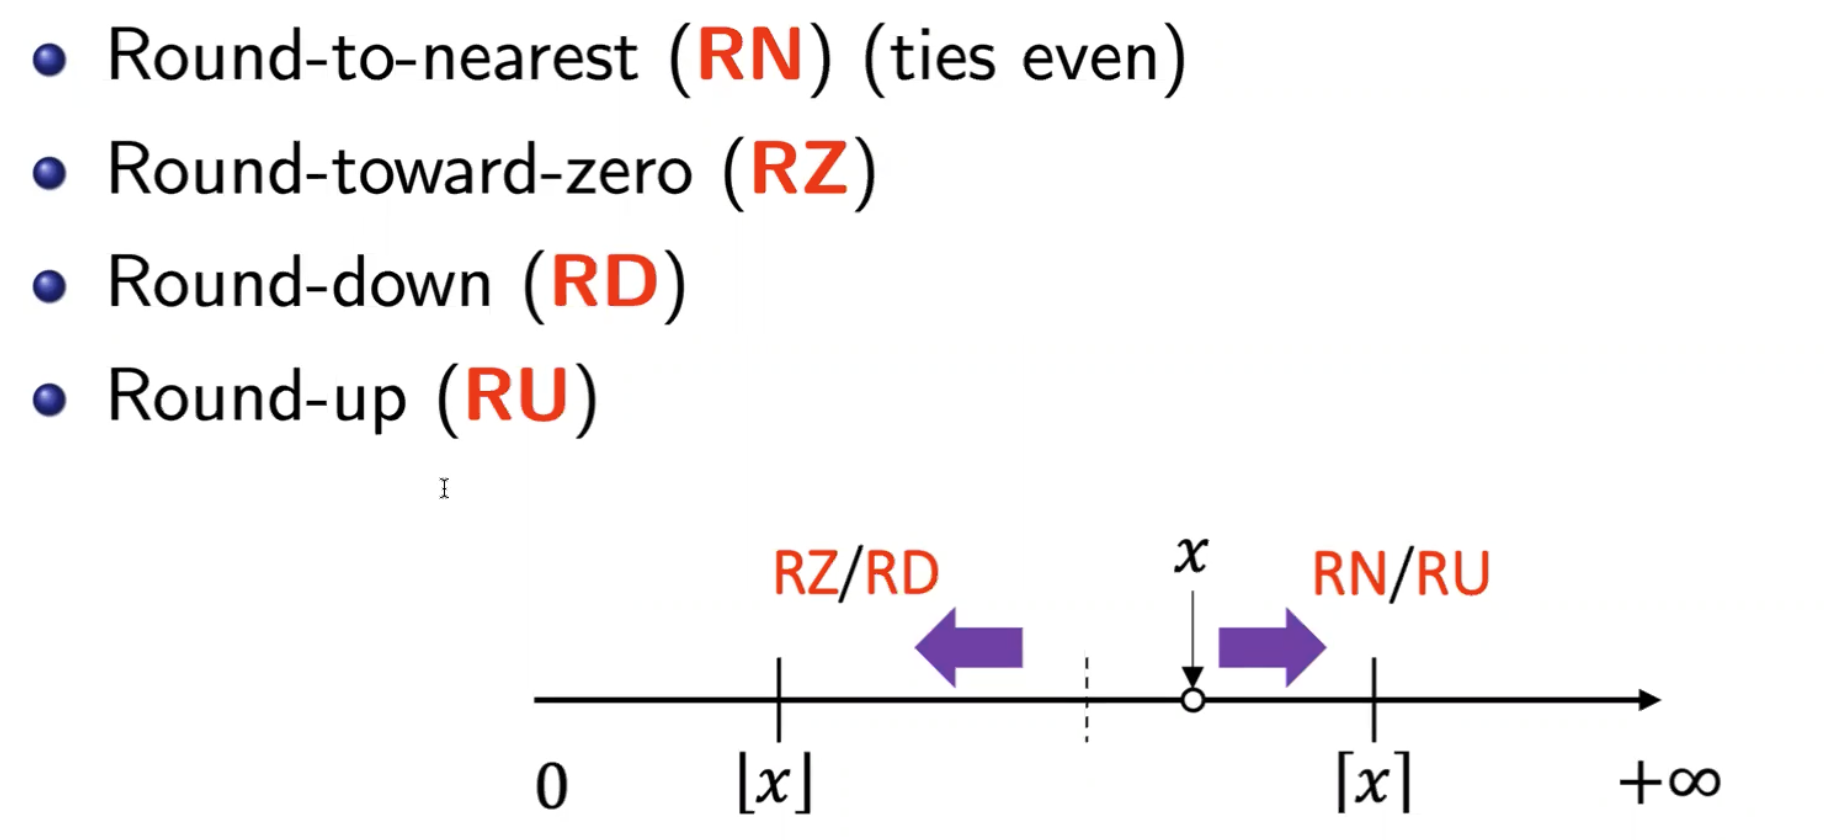 Round-to-nearest (RN) (ties even)
Round-toward-zero (RZ)
Round-down (RD)
Round-up (RU)
RZ/RD x RN/RU
0 ⌊x⌋ ⌈x⌉ +∞